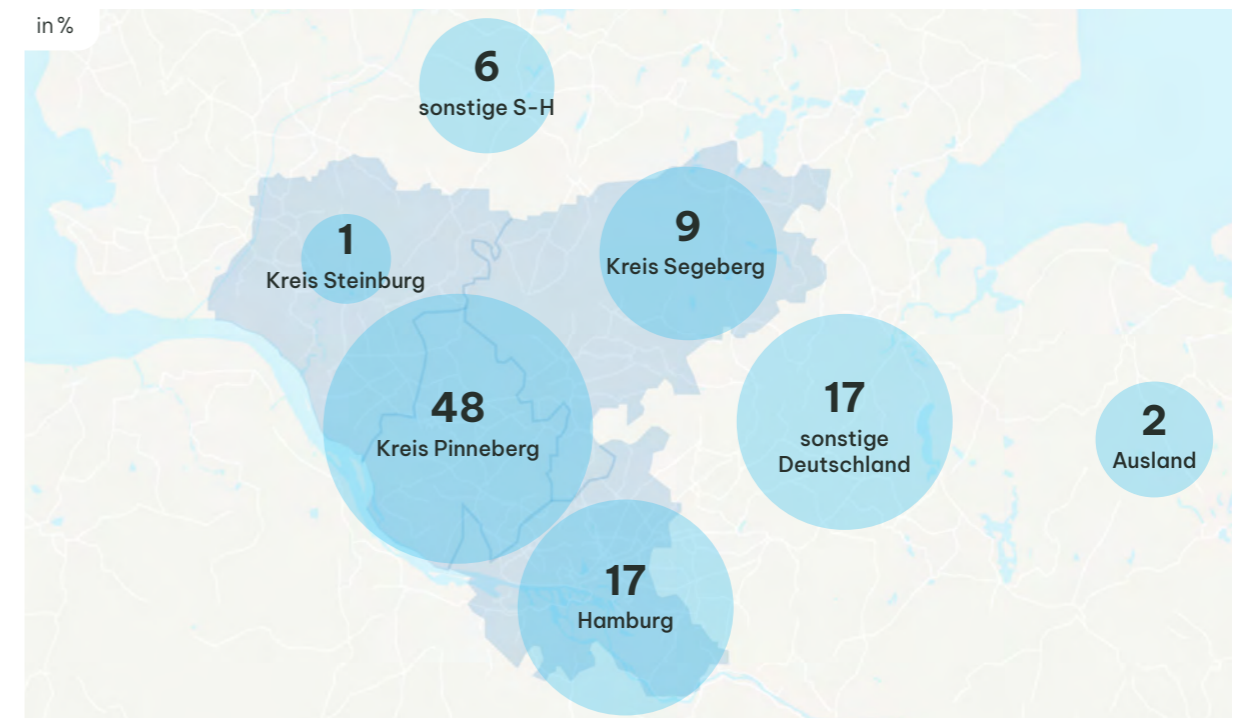 in %
6
sonstige S-H
1
Kreis Steinburg
9
Kreis Segeberg
48
Kreis Pinneberg
17
sonstige
Deutschland
2
Ausland
17
Hamburg